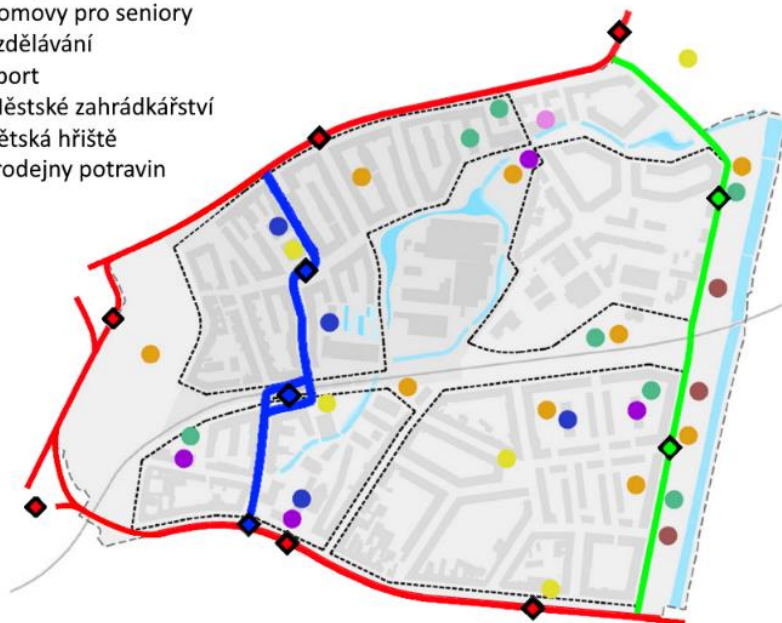 omovy pro seniory
zdělávání
port
ěstské zahrádkářství
ětská hřiště
rodejny potravin